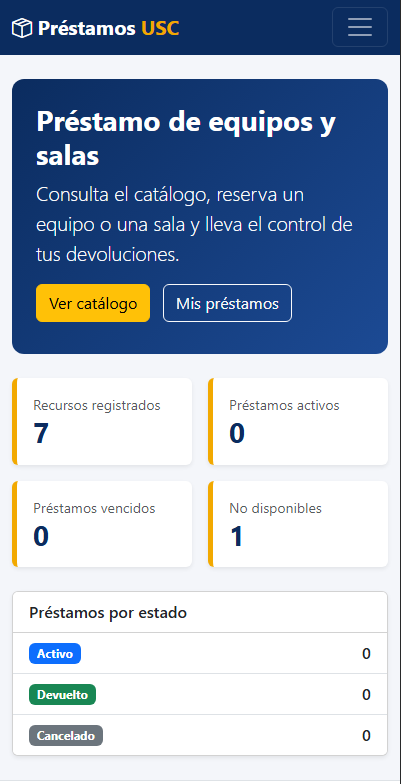 Préstamos USC
Préstamo de equipos y
salas
Consulta el catálogo, reserva un
equipo o una sala y lleva el control de
tus devoluciones.
Ver catálogo Mis préstamos
Recursos registrados
7
Préstamos activos
0
Préstamos vencidos
0
No disponibles
1
Préstamos por estado
Activo 0
Devuelto 0
Cancelado 0